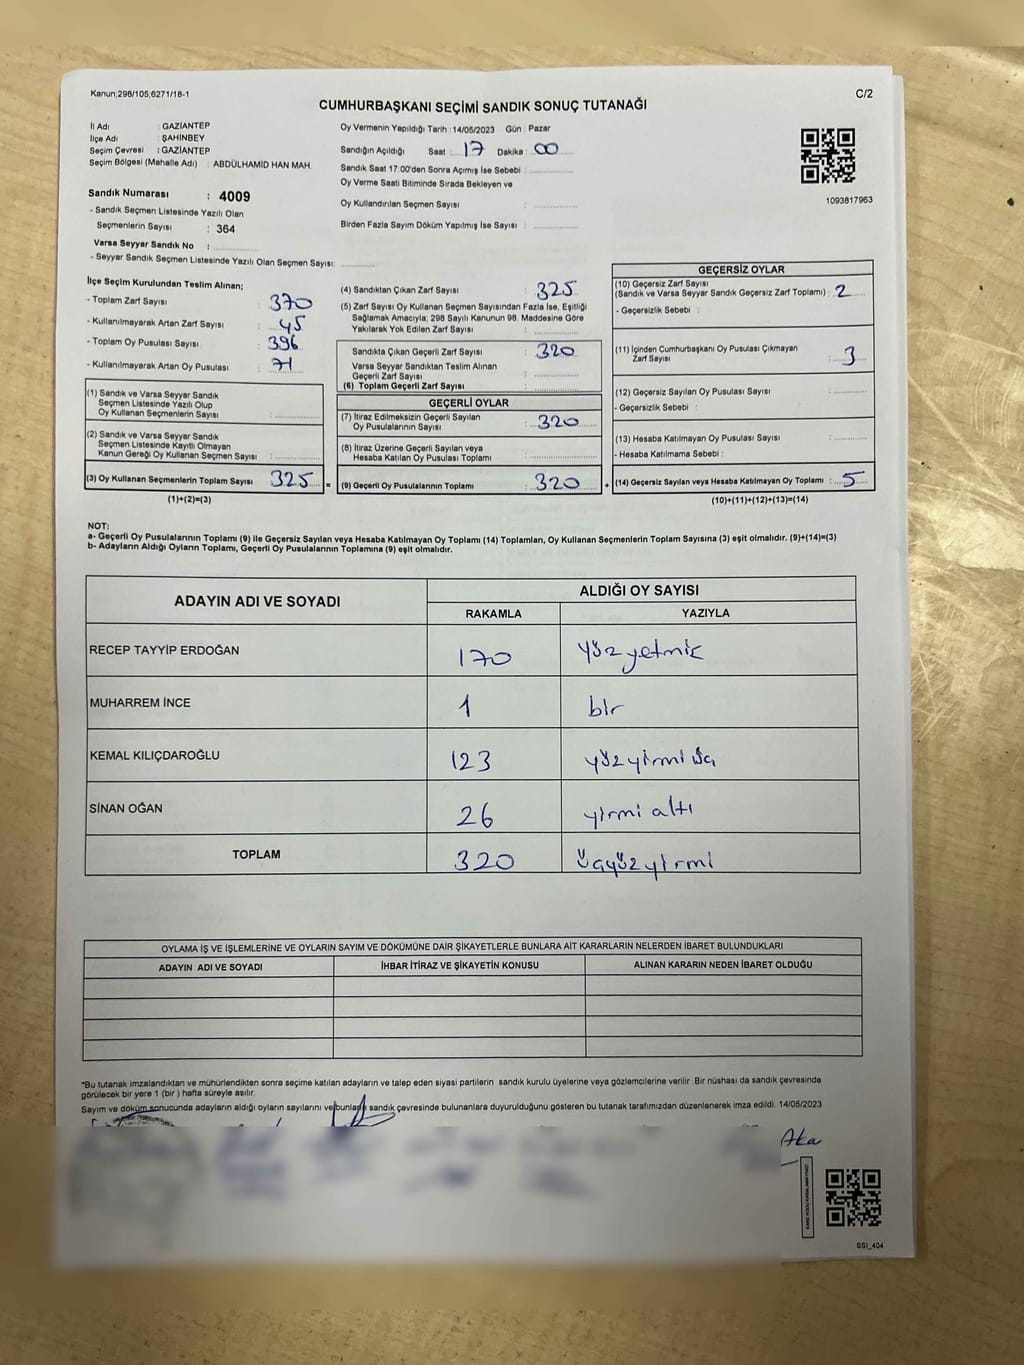 Kanun;298/105,6271/18-1
C/2
CUMHURBAŞKANI SEÇİMİ SANDIK SONUÇ TUTANAĞI
İl Adı : GAZİANTEP
İlçe Adı : ŞAHİNBEY
Seçim Çevresi : GAZİANTEP
Seçim Bölgesi (Mahalle Adı) : ABDÜLHAMİD HAN MAH.
Sandık Numarası : 4009
- Sandık Seçmen Listesinde Yazılı Olan
Seçmenlerin Sayısı : 364
Varsa Seyyar Sandık No :
- Seyyar Sandık Seçmen Listesinde Yazılı Olan Seçmen Sayısı:
Oy Vermenin Yapıldığı Tarih : 14/05/2023 Gün : Pazar
Sandığın Açıldığı Saat : 17 Dakika : 00
Sandık Saat 17:00'den Sonra Açımış İse Sebebi :
Oy Verme Saati Bitiminde Sırada Bekleyen ve
Oy Kullandırılan Seçmen Sayısı :
Birden Fazla Sayım Döküm Yapılmış İse Sayısı :
1093817963
İlçe Seçim Kurulundan Teslim Alınan;
- Toplam Zarf Sayısı : 370
- Kullanılmayarak Artan Zarf Sayısı : 45
- Toplam Oy Pusulası Sayısı : 396
- Kullanılmayarak Artan Oy Pusulası : 71
(1) Sandık ve Varsa Seyyar Sandık
Seçmen Listesinde Yazılı Olup
Oy Kullanan Seçmenlerin Sayısı :
(2) Sandık ve Varsa Seyyar Sandık
Seçmen Listesinde Kayıtlı Olmayan
Kanun Gereği Oy Kullanan Seçmen Sayısı :
(3) Oy Kullanan Seçmenlerin Toplam Sayısı : 325 =
(1)+(2)=(3)
(4) Sandıktan Çıkan Zarf Sayısı : 325
(5) Zarf Sayısı Oy Kullanan Seçmen Sayısından Fazla İse, Eşitliği
Sağlamak Amacıyla; 298 Sayılı Kanunun 98. Maddesine Göre
Yakılarak Yok Edilen Zarf Sayısı :
Sandıkta Çıkan Geçerli Zarf Sayısı : 320
Varsa Seyyar Sandıktan Teslim Alınan
Geçerli Zarf Sayısı :
(6) Toplam Geçerli Zarf Sayısı :
GEÇERLİ OYLAR
(7) İtiraz Edilmeksizin Geçerli Sayılan
Oy Pusulalarının Sayısı : 320
(8) İtiraz Üzerine Geçerli Sayılan veya
Hesaba Katılan Oy Pusulası Toplamı :
(9) Geçerli Oy Pusulalarının Toplamı : 320 +
GEÇERSİZ OYLAR
(10) Geçersiz Zarf Sayısı
(Sandık ve Varsa Seyyar Sandık Geçersiz Zarf Toplamı) : 2
- Geçersizlik Sebebi :
(11) İçinden Cumhurbaşkanı Oy Pusulası Çıkmayan
Zarf Sayısı : 3
(12) Geçersiz Sayılan Oy Pusulası Sayısı :
- Geçersizlik Sebebi :
(13) Hesaba Katılmayan Oy Pusulası Sayısı :
- Hesaba Katılmama Sebebi :
(14) Geçersiz Sayılan veya Hesaba Katılmayan Oy Toplamı : 5
(10)+(11)+(12)+(13)=(14)
NOT:
a- Geçerli Oy Pusulalarının Toplamı (9) ile Geçersiz Sayılan veya Hesaba Katılmayan Oy Toplamı (14) Toplamları, Oy Kullanan Seçmenlerin Toplam Sayısına (3) eşit olmalıdır. (9)+(14)=(3)
b- Adayların Aldığı Oyların Toplamı, Geçerli Oy Pusulalarının Toplamına (9) eşit olmalıdır.
ADAYIN ADI VE SOYADI
ALDIĞI OY SAYISI
RAKAMLA YAZIYLA
RECEP TAYYİP ERDOĞAN 170 yüz yetmiş
MUHARREM İNCE 1 bir
KEMAL KILIÇDAROĞLU 123 yüz yirmi üç
SİNAN OĞAN 26 yirmi altı
TOPLAM 320 üçyüz yirmi
OYLAMA İŞ VE İŞLEMLERİNE VE OYLARIN SAYIM VE DÖKÜMÜNE DAİR ŞİKAYETLERLE BUNLARA AİT KARARLARIN NELERDEN İBARET BULUNDUKLARI
ADAYIN ADI VE SOYADI İHBAR İTİRAZ VE ŞİKAYETİN KONUSU ALINAN KARARIN NEDEN İBARET OLDUĞU
*Bu tutanak imzalandıktan ve mühürlendikten sonra seçime katılan adayların ve talep eden siyasi partilerin sandık kurulu üyelerine veya gözlemcilerine verilir .Bir nüshası da sandık çevresinde
görülecek bir yere 1 (bir ) hafta süreyle asılır.
Sayım ve döküm sonucunda adayların aldığı oyların sayılarını ve bunların sandık çevresinde bulunanlara duyurulduğunu gösteren bu tutanak tarafımızdan düzenlenerek imza edildi. 14/05/2023
Aka
SSI_404